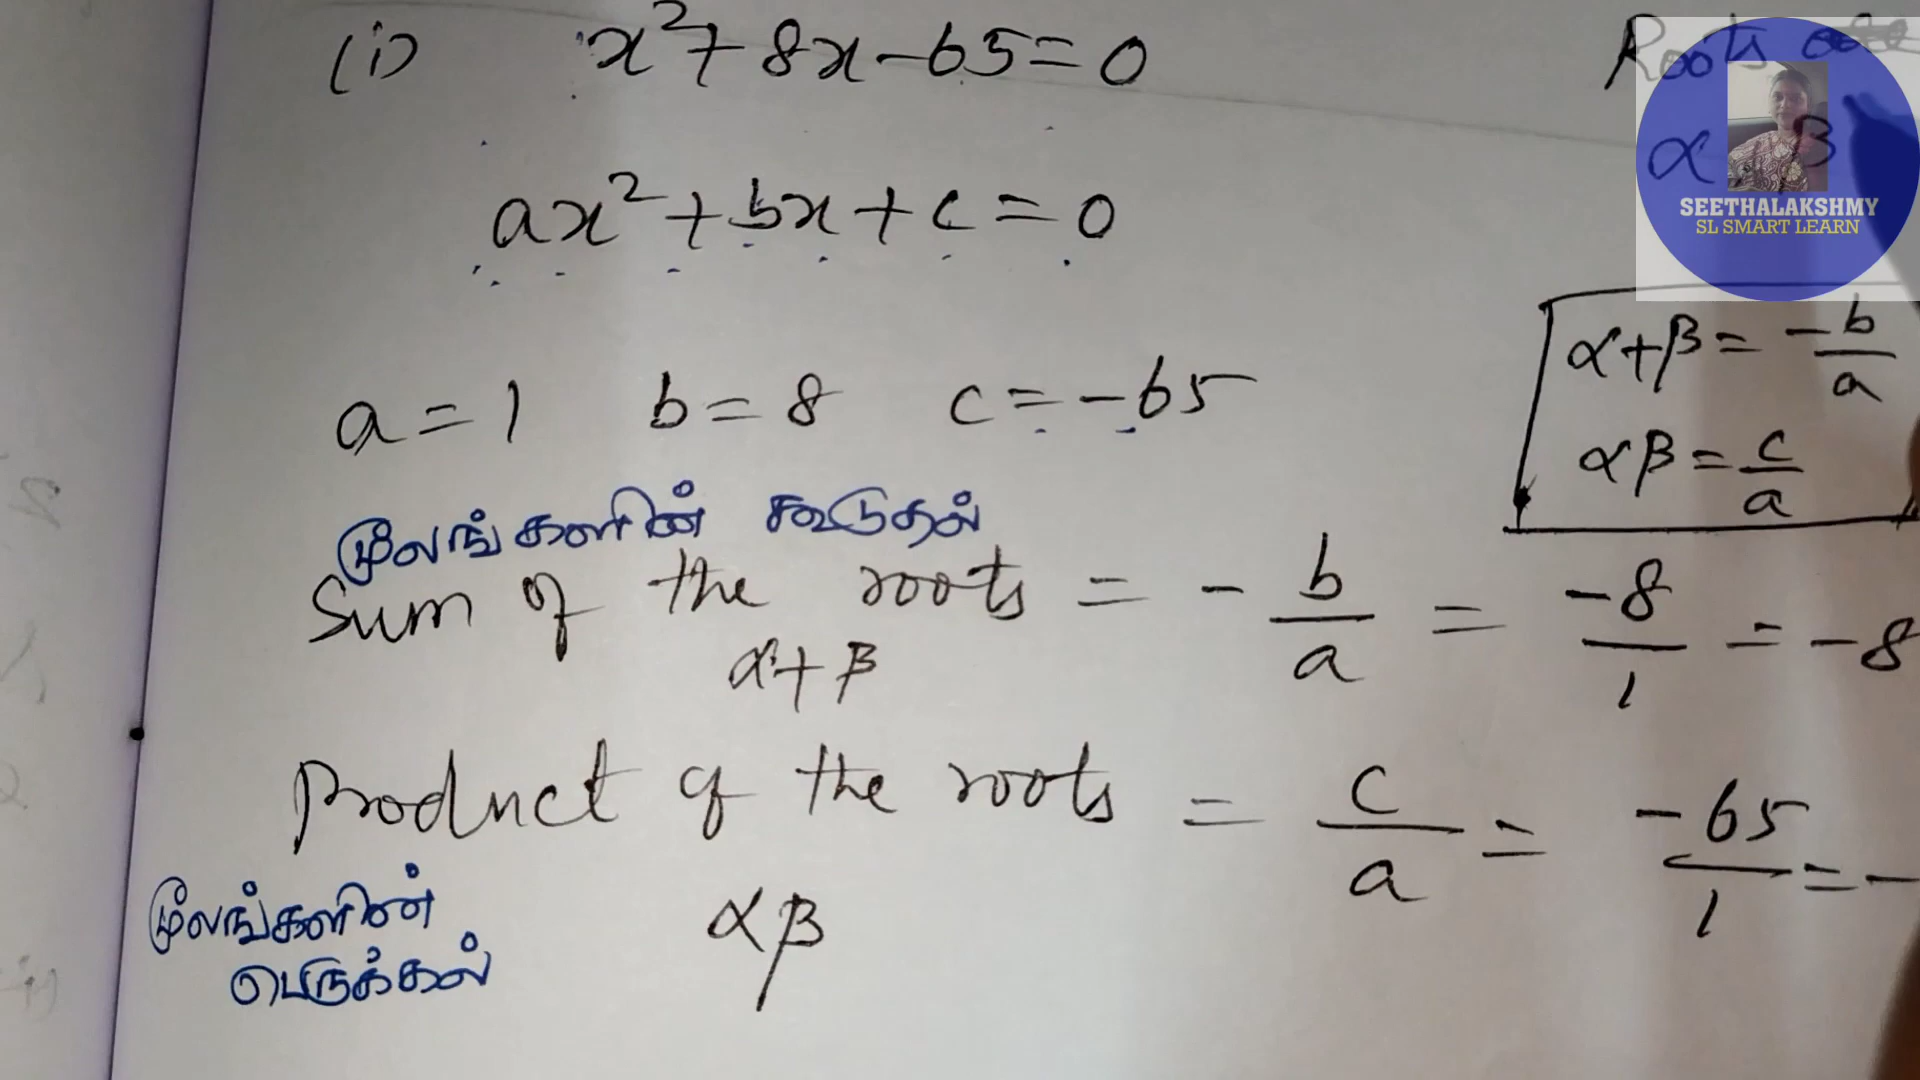 (i) x²+8x-65=0
Roots
α, β
SEETHALAKSHMY
SL SMART LEARN
ax²+bx+c=0
α+β=-b/a
αβ=c/a
a=1 b=8 c=-65
மூலங்களின் கூடுதல்
Sum of the roots = -b/a = -8/1 = -8
α+β
Product of the roots = c/a = -65/1 = -
மூலங்களின்
பெருக்கல்
αβ